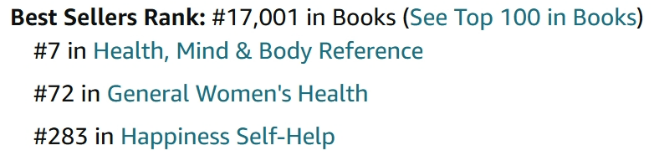 Best Sellers Rank: #17,001 in Books (See Top 100 in Books)
#7 in Health, Mind & Body Reference
#72 in General Women's Health
#283 in Happiness Self-Help